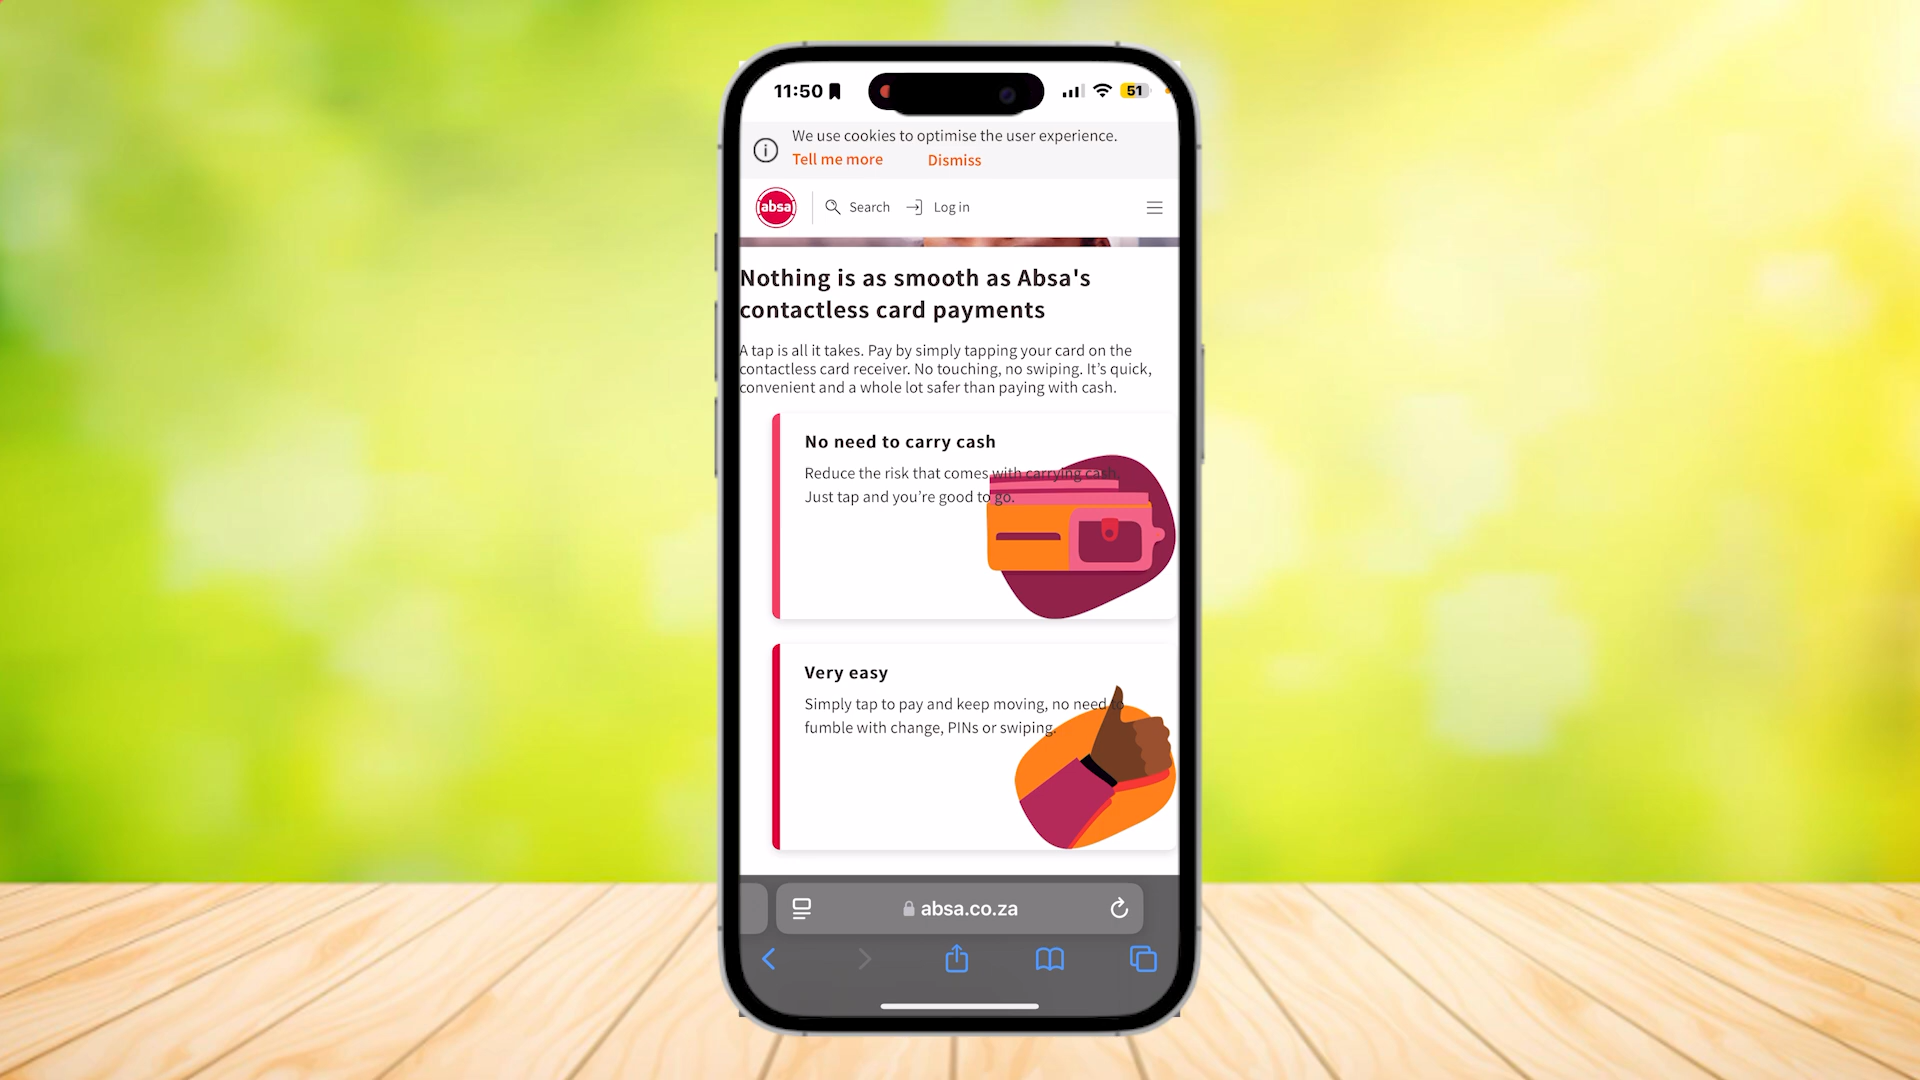 11:50
51
We use cookies to optimise the user experience.
Tell me more Dismiss
absa
Search
Log in
Nothing is as smooth as Absa's
contactless card payments
A tap is all it takes. Pay by simply tapping your card on the
contactless card receiver. No touching, no swiping. It’s quick,
convenient and a whole lot safer than paying with cash.
No need to carry cash
Reduce the risk that comes with carrying cash.
Just tap and you’re good to go.
Very easy
Simply tap to pay and keep moving, no need to
fumble with change, PINs or swiping.
absa.co.za